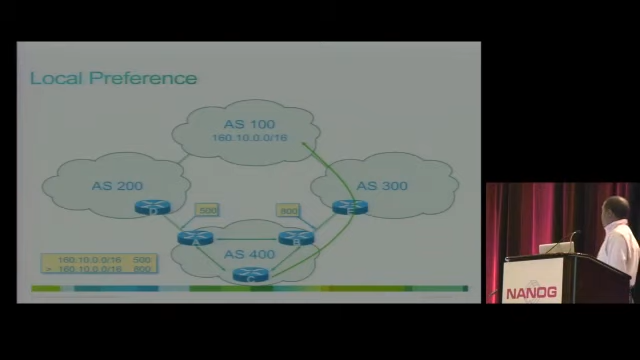 Local Preference
AS 100
160.10.0.0/16
AS 200
AS 300
D
E
500
800
A
B
AS 400
C
160.10.0.0/16 500
> 160.10.0.0/16 800
NANOG